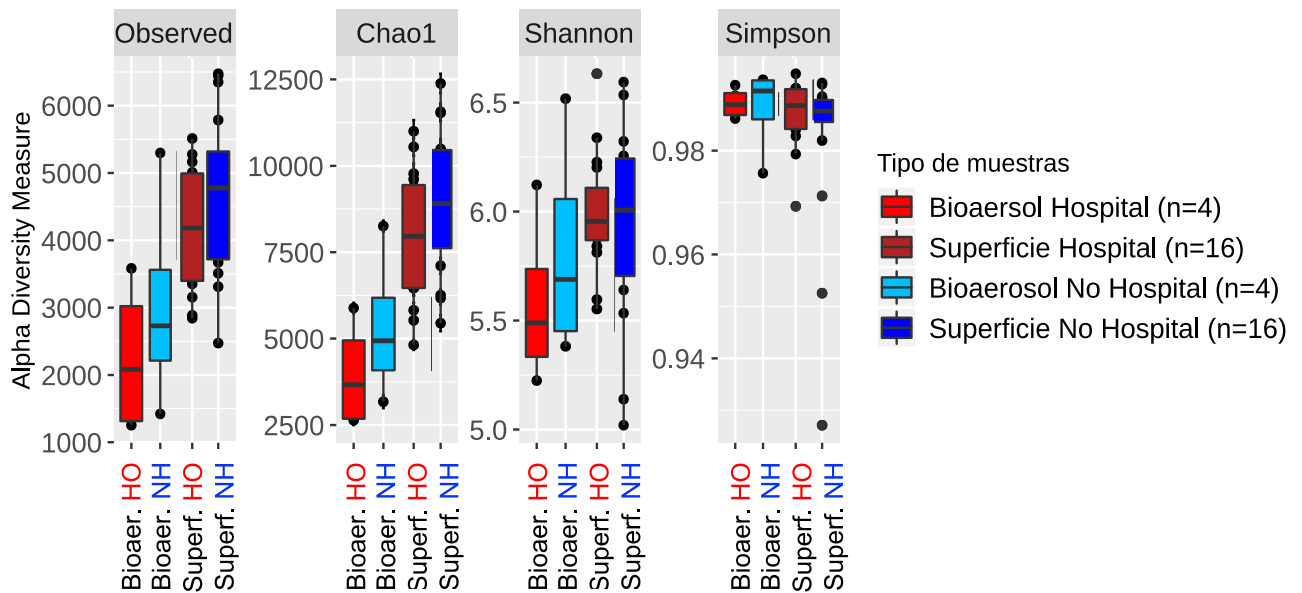 Observed Chao1 Shannon Simpson
Alpha Diversity Measure
6000
5000
4000
3000
2000
1000
12500
10000
7500
5000
2500
6.5
6.0
5.5
5.0
0.98
0.96
0.94
Bioaer. HO
Bioaer. NH
Superf. HO
Superf. NH
Bioaer. HO
Bioaer. NH
Superf. HO
Superf. NH
Bioaer. HO
Bioaer. NH
Superf. HO
Superf. NH
Bioaer. HO
Bioaer. NH
Superf. HO
Superf. NH
Tipo de muestras
Bioaersol Hospital (n=4)
Superficie Hospital (n=16)
Bioaerosol No Hospital (n=4)
Superficie No Hospital (n=16)